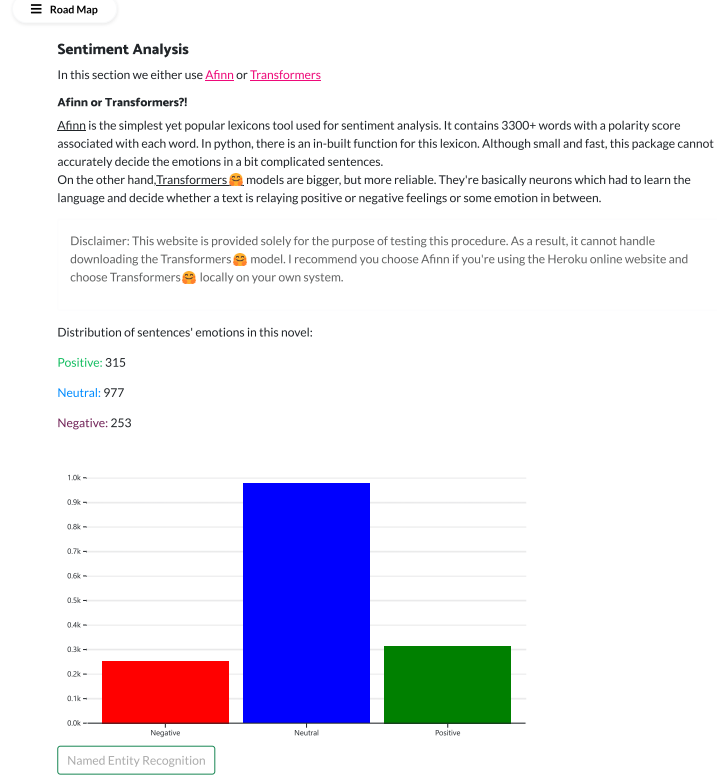 Road Map
Sentiment Analysis
In this section we either use Afinn or Transformers
Afinn or Transformers?!
Afinn is the simplest yet popular lexicons tool used for sentiment analysis. It contains 3300+ words with a polarity score
associated with each word. In python, there is an in-built function for this lexicon. Although small and fast, this package cannot
accurately decide the emotions in a bit complicated sentences.
On the other hand,Transformers🤗 models are bigger, but more reliable. They're basically neurons which had to learn the
language and decide whether a text is relaying positive or negative feelings or some emotion in between.
Disclaimer: This website is provided solely for the purpose of testing this procedure. As a result, it cannot handle
downloading the Transformers🤗 model. I recommend you choose Afinn if you're using the Heroku online website and
choose Transformers🤗 locally on your own system.
Distribution of sentences' emotions in this novel:
Positive: 315
Neutral: 977
Negative: 253
1.0k
0.9k
0.8k
0.7k
0.6k
0.5k
0.4k
0.3k
0.2k
0.1k
0.0k
Negative Neutral Positive
Named Entity Recognition